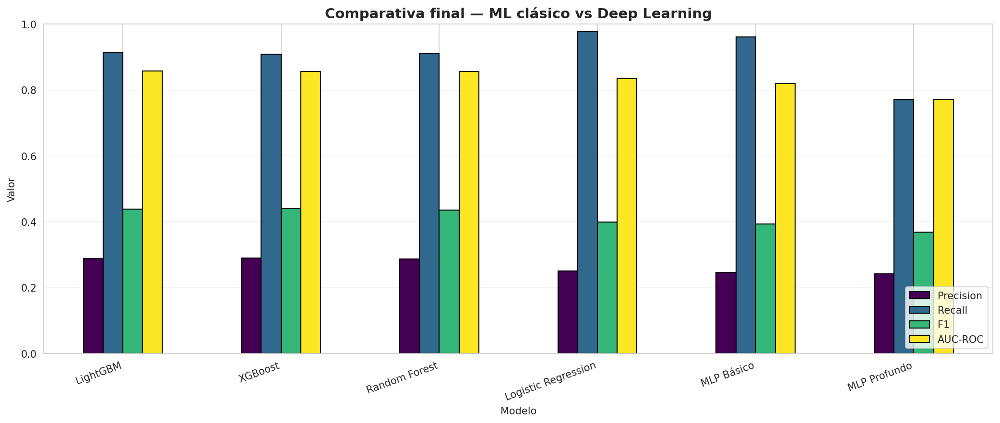 Comparativa final — ML clásico vs Deep Learning
1.0
0.8
0.6
0.4
0.2
0.0
Valor
Precision
Recall
F1
AUC-ROC
LightGBM
XGBoost
Random Forest
Logistic Regression
MLP Básico
MLP Profundo
Modelo